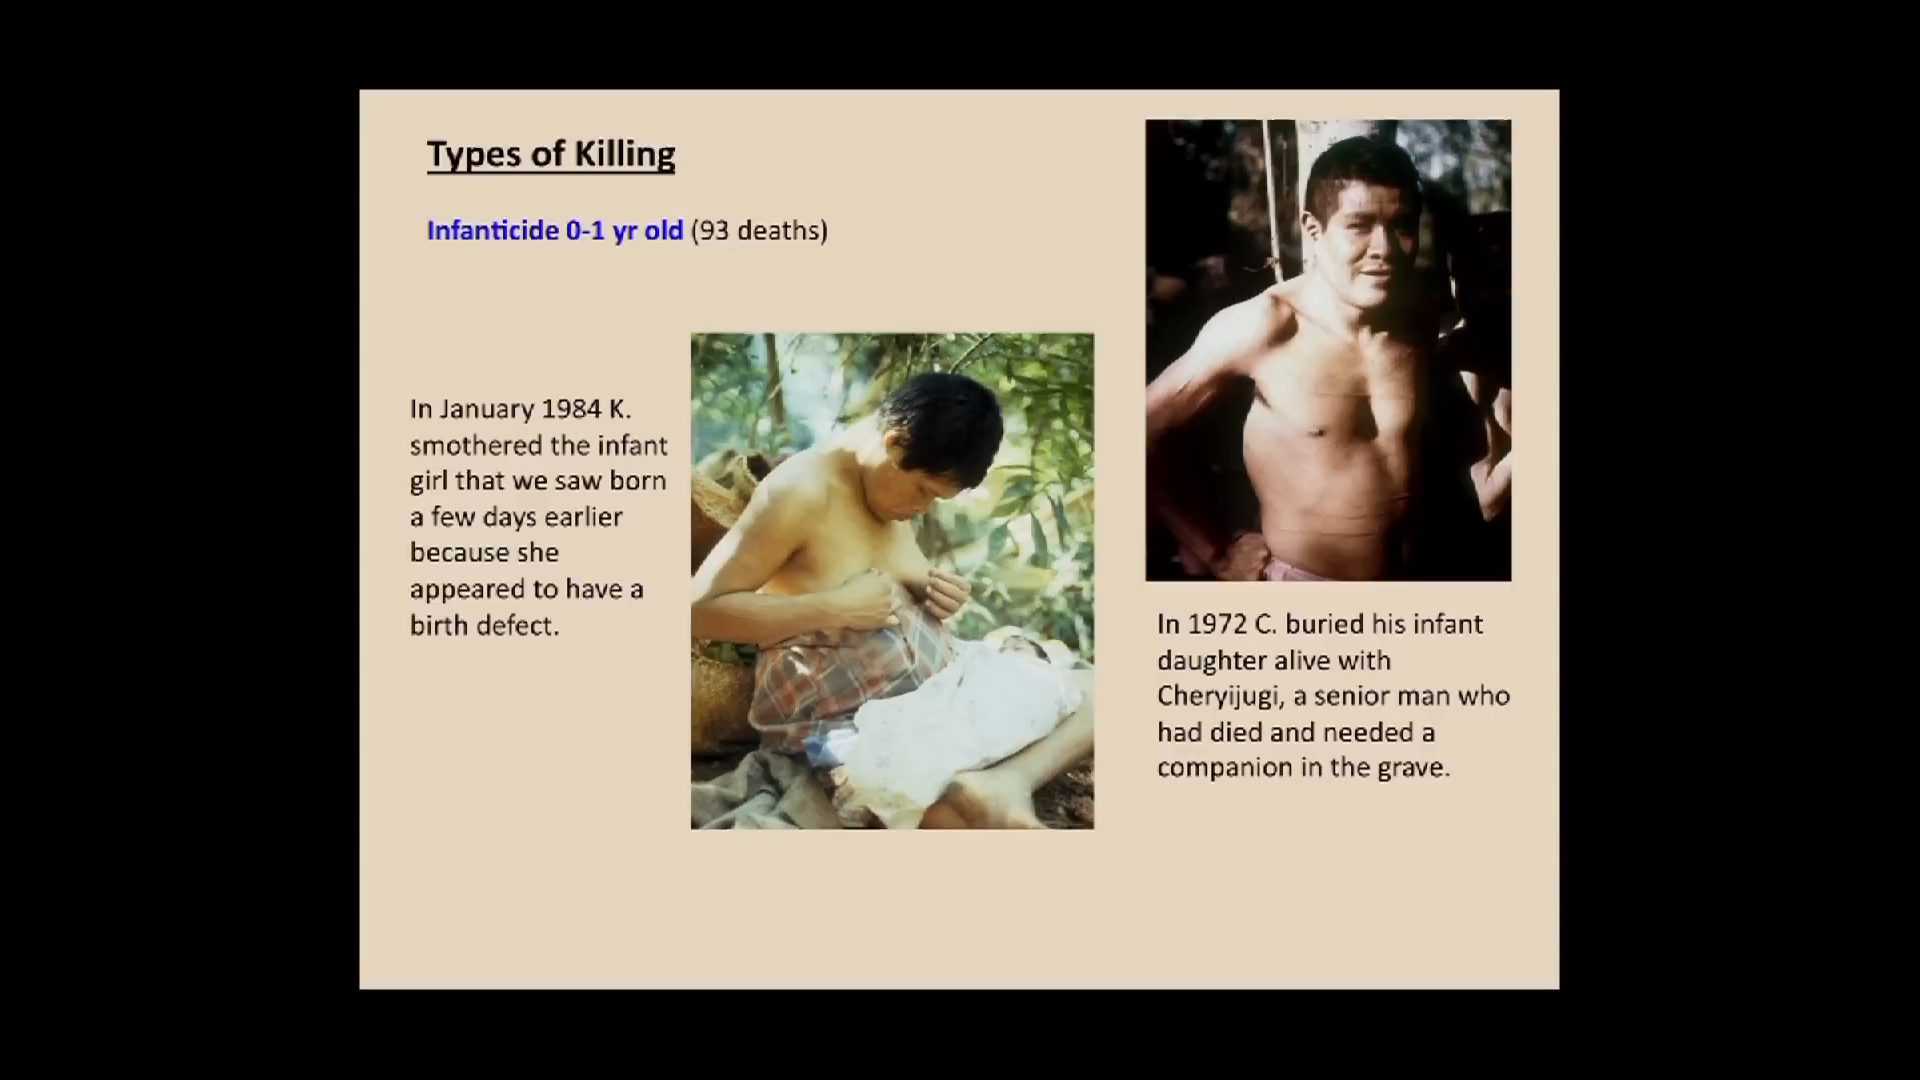 Types of Killing
Infanticide 0-1 yr old (93 deaths)
In January 1984 K.
smothered the infant
girl that we saw born
a few days earlier
because she
appeared to have a
birth defect.
In 1972 C. buried his infant
daughter alive with
Cheryijugi, a senior man who
had died and needed a
companion in the grave.